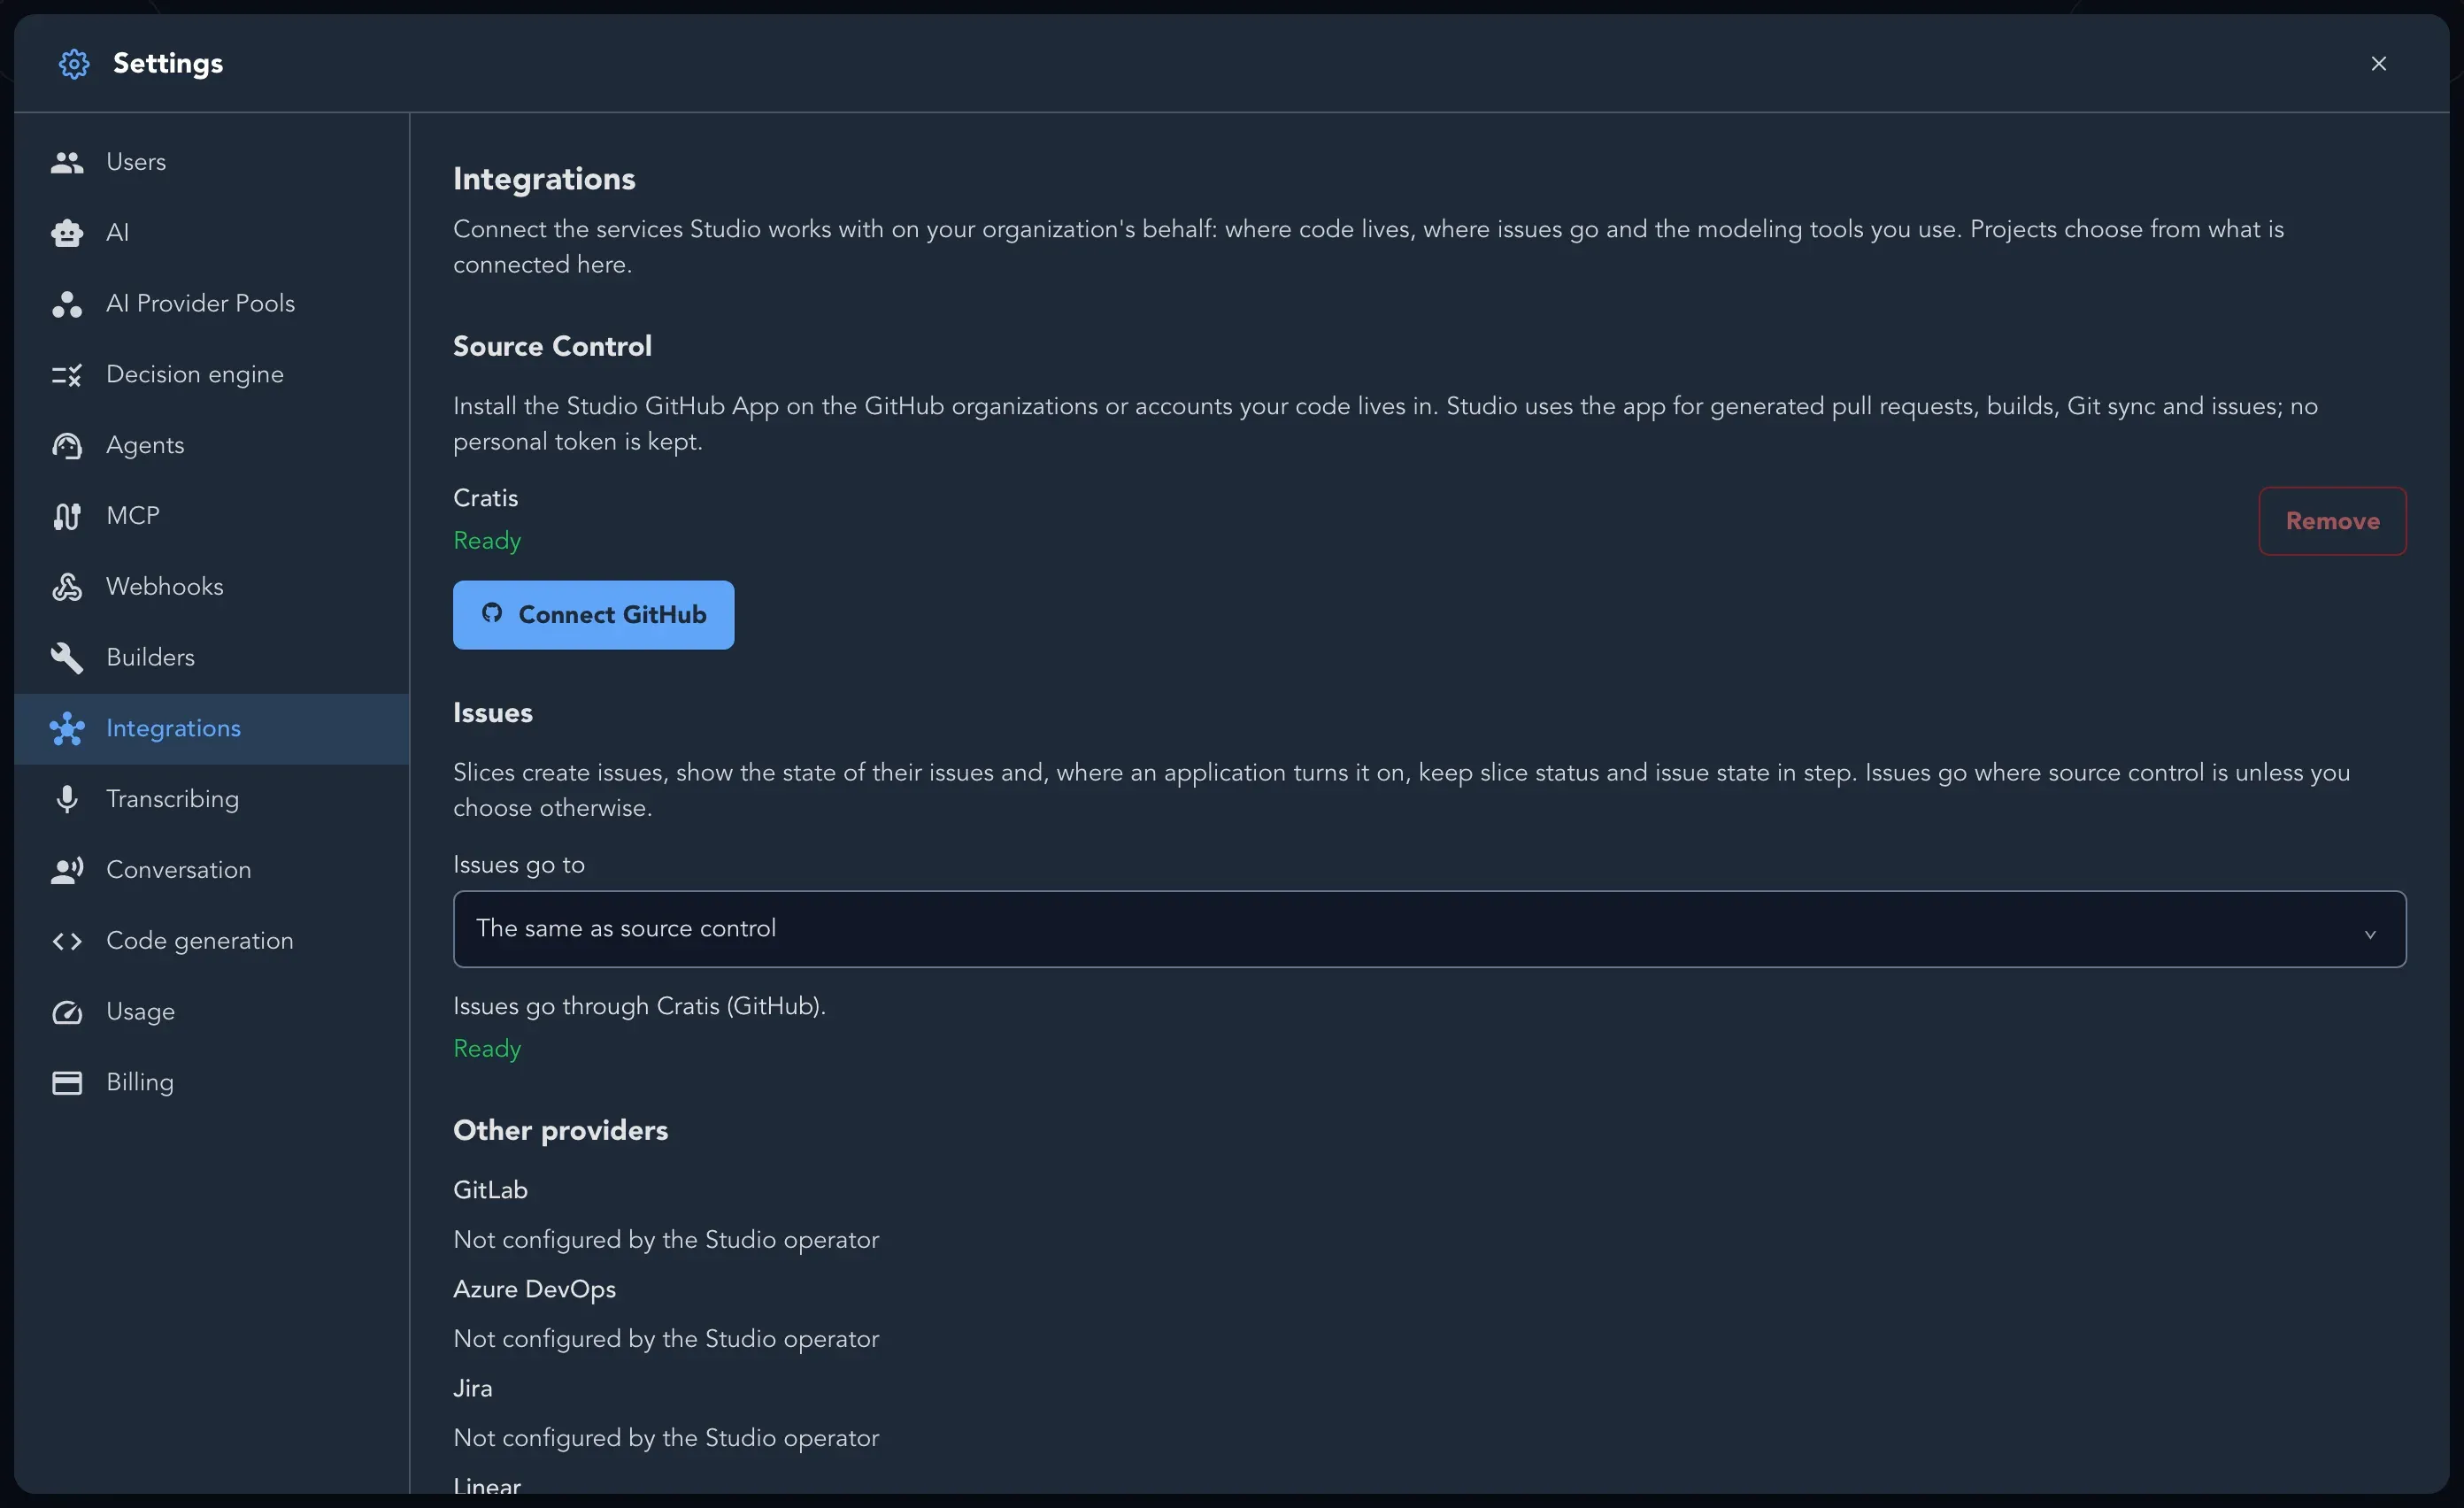 Settings
Users
AI
AI Provider Pools
Decision engine
Agents
MCP
Webhooks
Builders
Integrations
Transcribing
Conversation
Code generation
Usage
Billing
Integrations
Connect the services Studio works with on your organization's behalf: where code lives, where issues go and the modeling tools you use. Projects choose from what is
connected here.
Source Control
Install the Studio GitHub App on the GitHub organizations or accounts your code lives in. Studio uses the app for generated pull requests, builds, Git sync and issues; no
personal token is kept.
Cratis
Ready
Remove
Connect GitHub
Issues
Slices create issues, show the state of their issues and, where an application turns it on, keep slice status and issue state in step. Issues go where source control is unless you
choose otherwise.
Issues go to
The same as source control
Issues go through Cratis (GitHub).
Ready
Other providers
GitLab
Not configured by the Studio operator
Azure DevOps
Not configured by the Studio operator
Jira
Not configured by the Studio operator
Linear